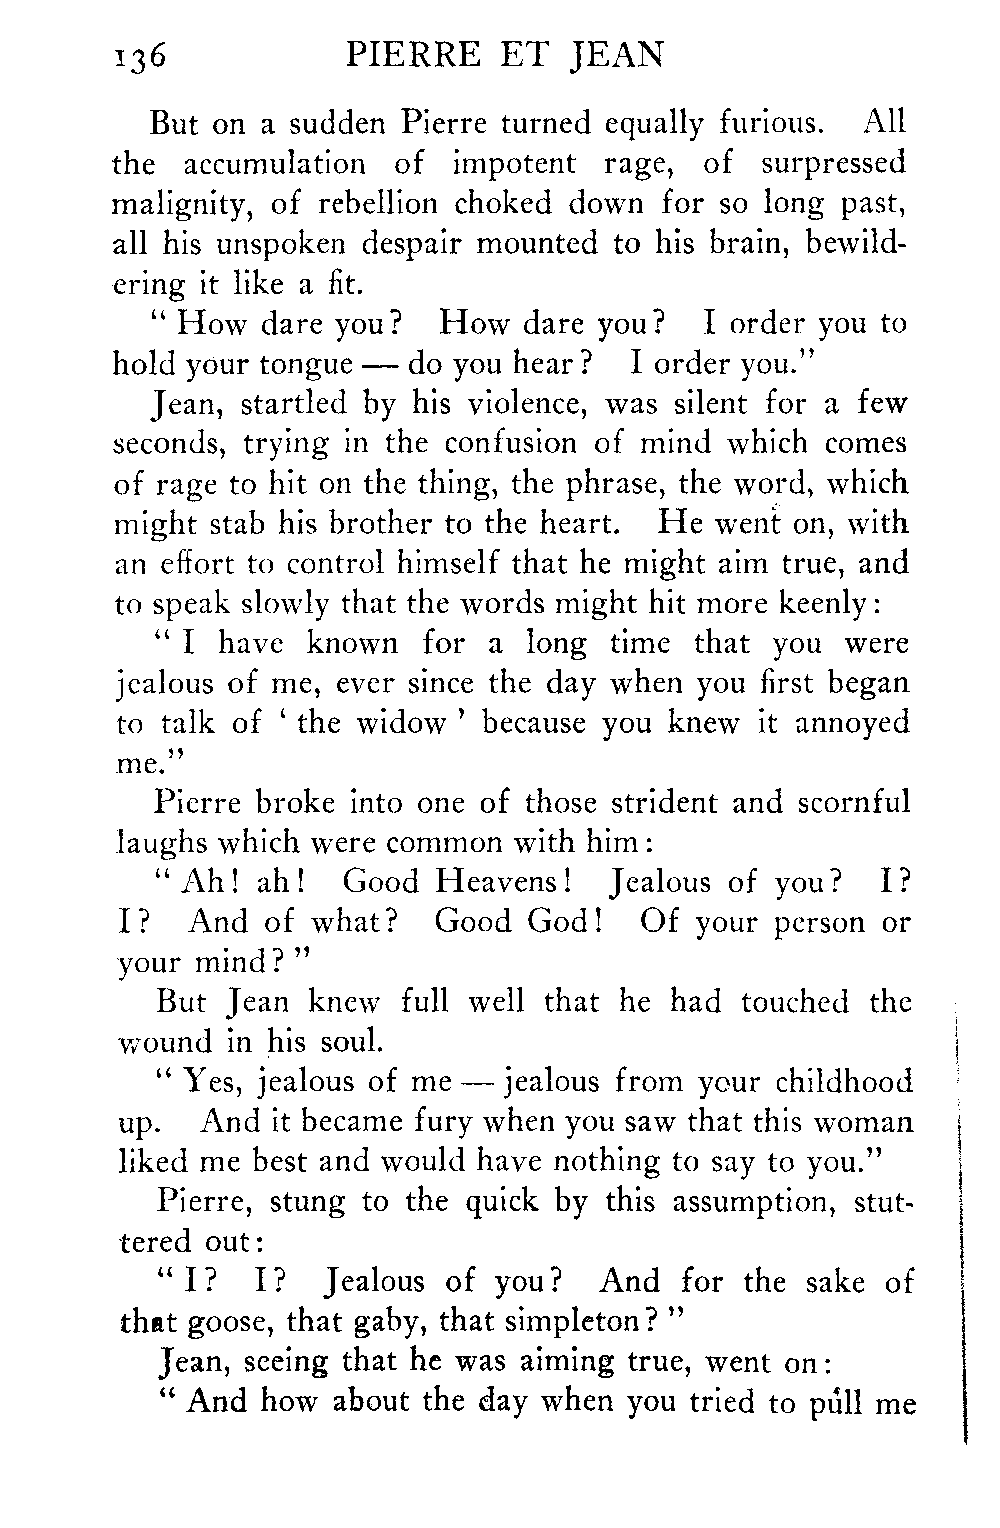 136 PIERRE ET JEAN
But on a sudden Pierre turned equally furious. All
the accumulation of impotent rage, of surpressed
malignity, of rebellion choked down for so long past,
all his unspoken despair mounted to his brain, bewild-
ering it like a fit.
“ How dare you? How dare you? I order you to
hold your tongue — do you hear? I order you.”
Jean, startled by his violence, was silent for a few
seconds, trying in the confusion of mind which comes
of rage to hit on the thing, the phrase, the word, which
might stab his brother to the heart. He went on, with
an effort to control himself that he might aim true, and
to speak slowly that the words might hit more keenly:
“ I have known for a long time that you were
jealous of me, ever since the day when you first began
to talk of ‘ the widow ’ because you knew it annoyed
me.”
Pierre broke into one of those strident and scornful
laughs which were common with him:
“ Ah! ah! Good Heavens! Jealous of you? I?
I? And of what? Good God! Of your person or
your mind? ”
But Jean knew full well that he had touched the
wound in his soul.
“ Yes, jealous of me — jealous from your childhood
up. And it became fury when you saw that this woman
liked me best and would have nothing to say to you.”
Pierre, stung to the quick by this assumption, stut-
tered out:
“ I? I? Jealous of you? And for the sake of
that goose, that gaby, that simpleton? ”
Jean, seeing that he was aiming true, went on:
“ And how about the day when you tried to pull me